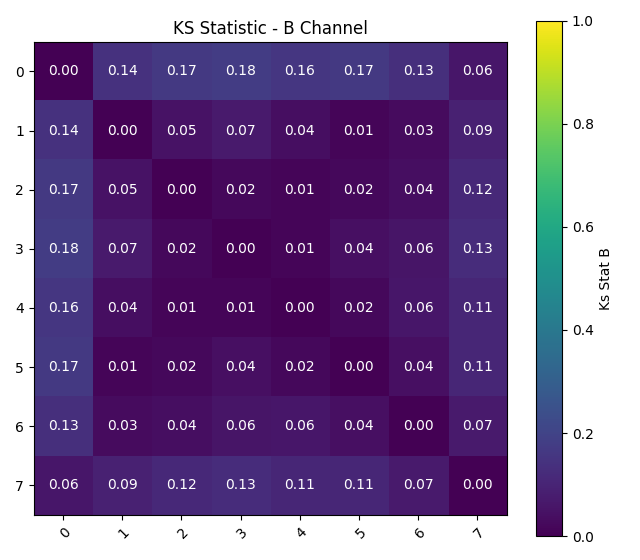 KS Statistic - B Channel
0 0.00 0.14 0.17 0.18 0.16 0.17 0.13 0.06
1 0.14 0.00 0.05 0.07 0.04 0.01 0.03 0.09
2 0.17 0.05 0.00 0.02 0.01 0.02 0.04 0.12
3 0.18 0.07 0.02 0.00 0.01 0.04 0.06 0.13
4 0.16 0.04 0.01 0.01 0.00 0.02 0.06 0.11
5 0.17 0.01 0.02 0.04 0.02 0.00 0.04 0.11
6 0.13 0.03 0.04 0.06 0.06 0.04 0.00 0.07
7 0.06 0.09 0.12 0.13 0.11 0.11 0.07 0.00
0 1 2 3 4 5 6 7
1.0
0.8
0.6
0.4
0.2
0.0
Ks Stat B